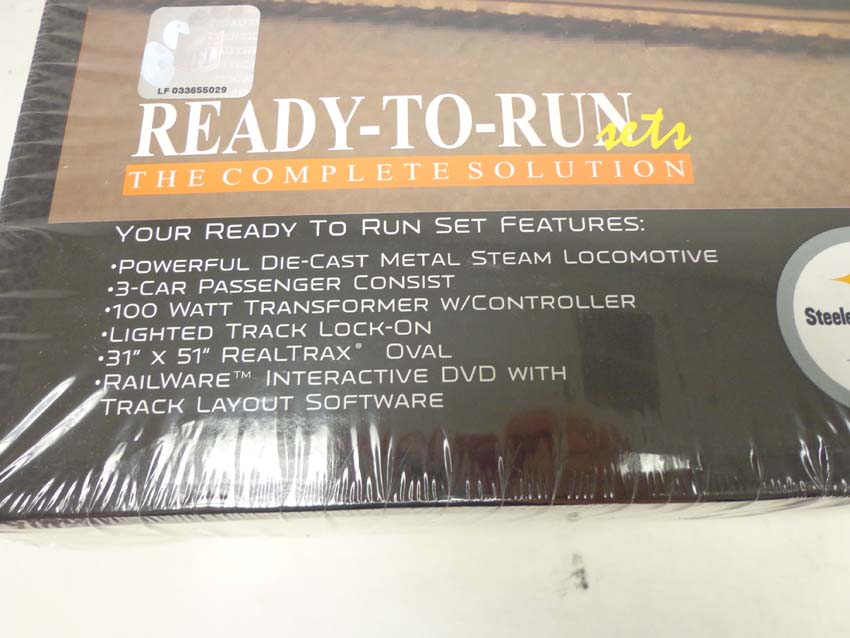 LF 033655029
READY-TO-RUN sets
THE COMPLETE SOLUTION
YOUR READY TO RUN SET FEATURES:
•POWERFUL DIE-CAST METAL STEAM LOCOMOTIVE
•3-CAR PASSENGER CONSIST
•100 WATT TRANSFORMER W/CONTROLLER
•LIGHTED TRACK LOCK-ON
•31" X 51" REALTRAX® OVAL
•RAILWARE™ INTERACTIVE DVD WITH
TRACK LAYOUT SOFTWARE
Steele